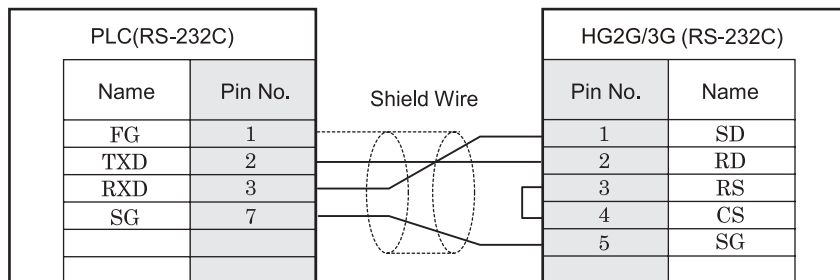 PLC(RS-232C) HG2G/3G (RS-232C)
Name Pin No. Shield Wire Pin No. Name
FG 1 1 SD
TXD 2 2 RD
RXD 3 3 RS
SG 7 4 CS
5 SG